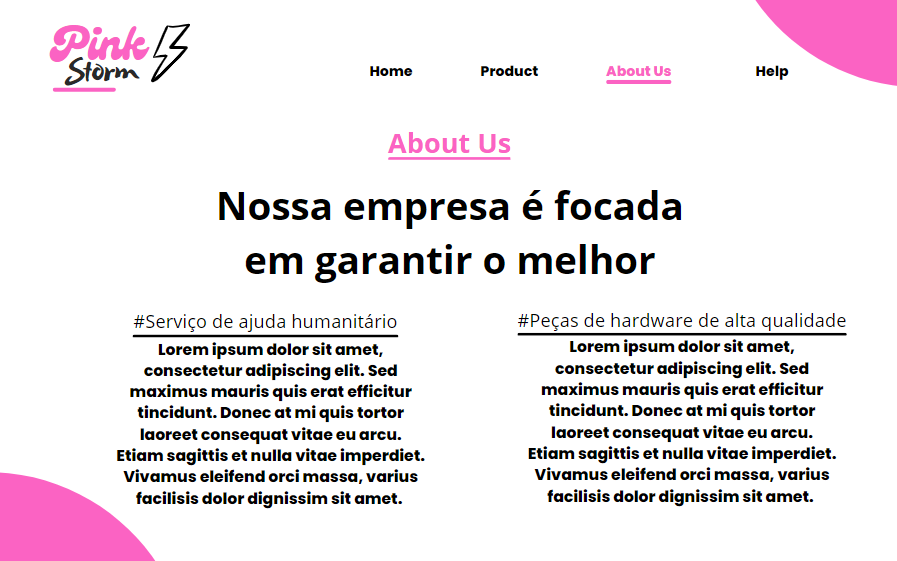 Pink
Storm
Home Product About Us Help
About Us
Nossa empresa é focada
em garantir o melhor
#Serviço de ajuda humanitário
Lorem ipsum dolor sit amet,
consectetur adipiscing elit. Sed
maximus mauris quis erat efficitur
tincidunt. Donec at mi quis tortor
laoreet consequat vitae eu arcu.
Etiam sagittis et nulla vitae imperdiet.
Vivamus eleifend orci massa, varius
facilisis dolor dignissim sit amet.
#Peças de hardware de alta qualidade
Lorem ipsum dolor sit amet,
consectetur adipiscing elit. Sed
maximus mauris quis erat efficitur
tincidunt. Donec at mi quis tortor
laoreet consequat vitae eu arcu.
Etiam sagittis et nulla vitae imperdiet.
Vivamus eleifend orci massa, varius
facilisis dolor dignissim sit amet.